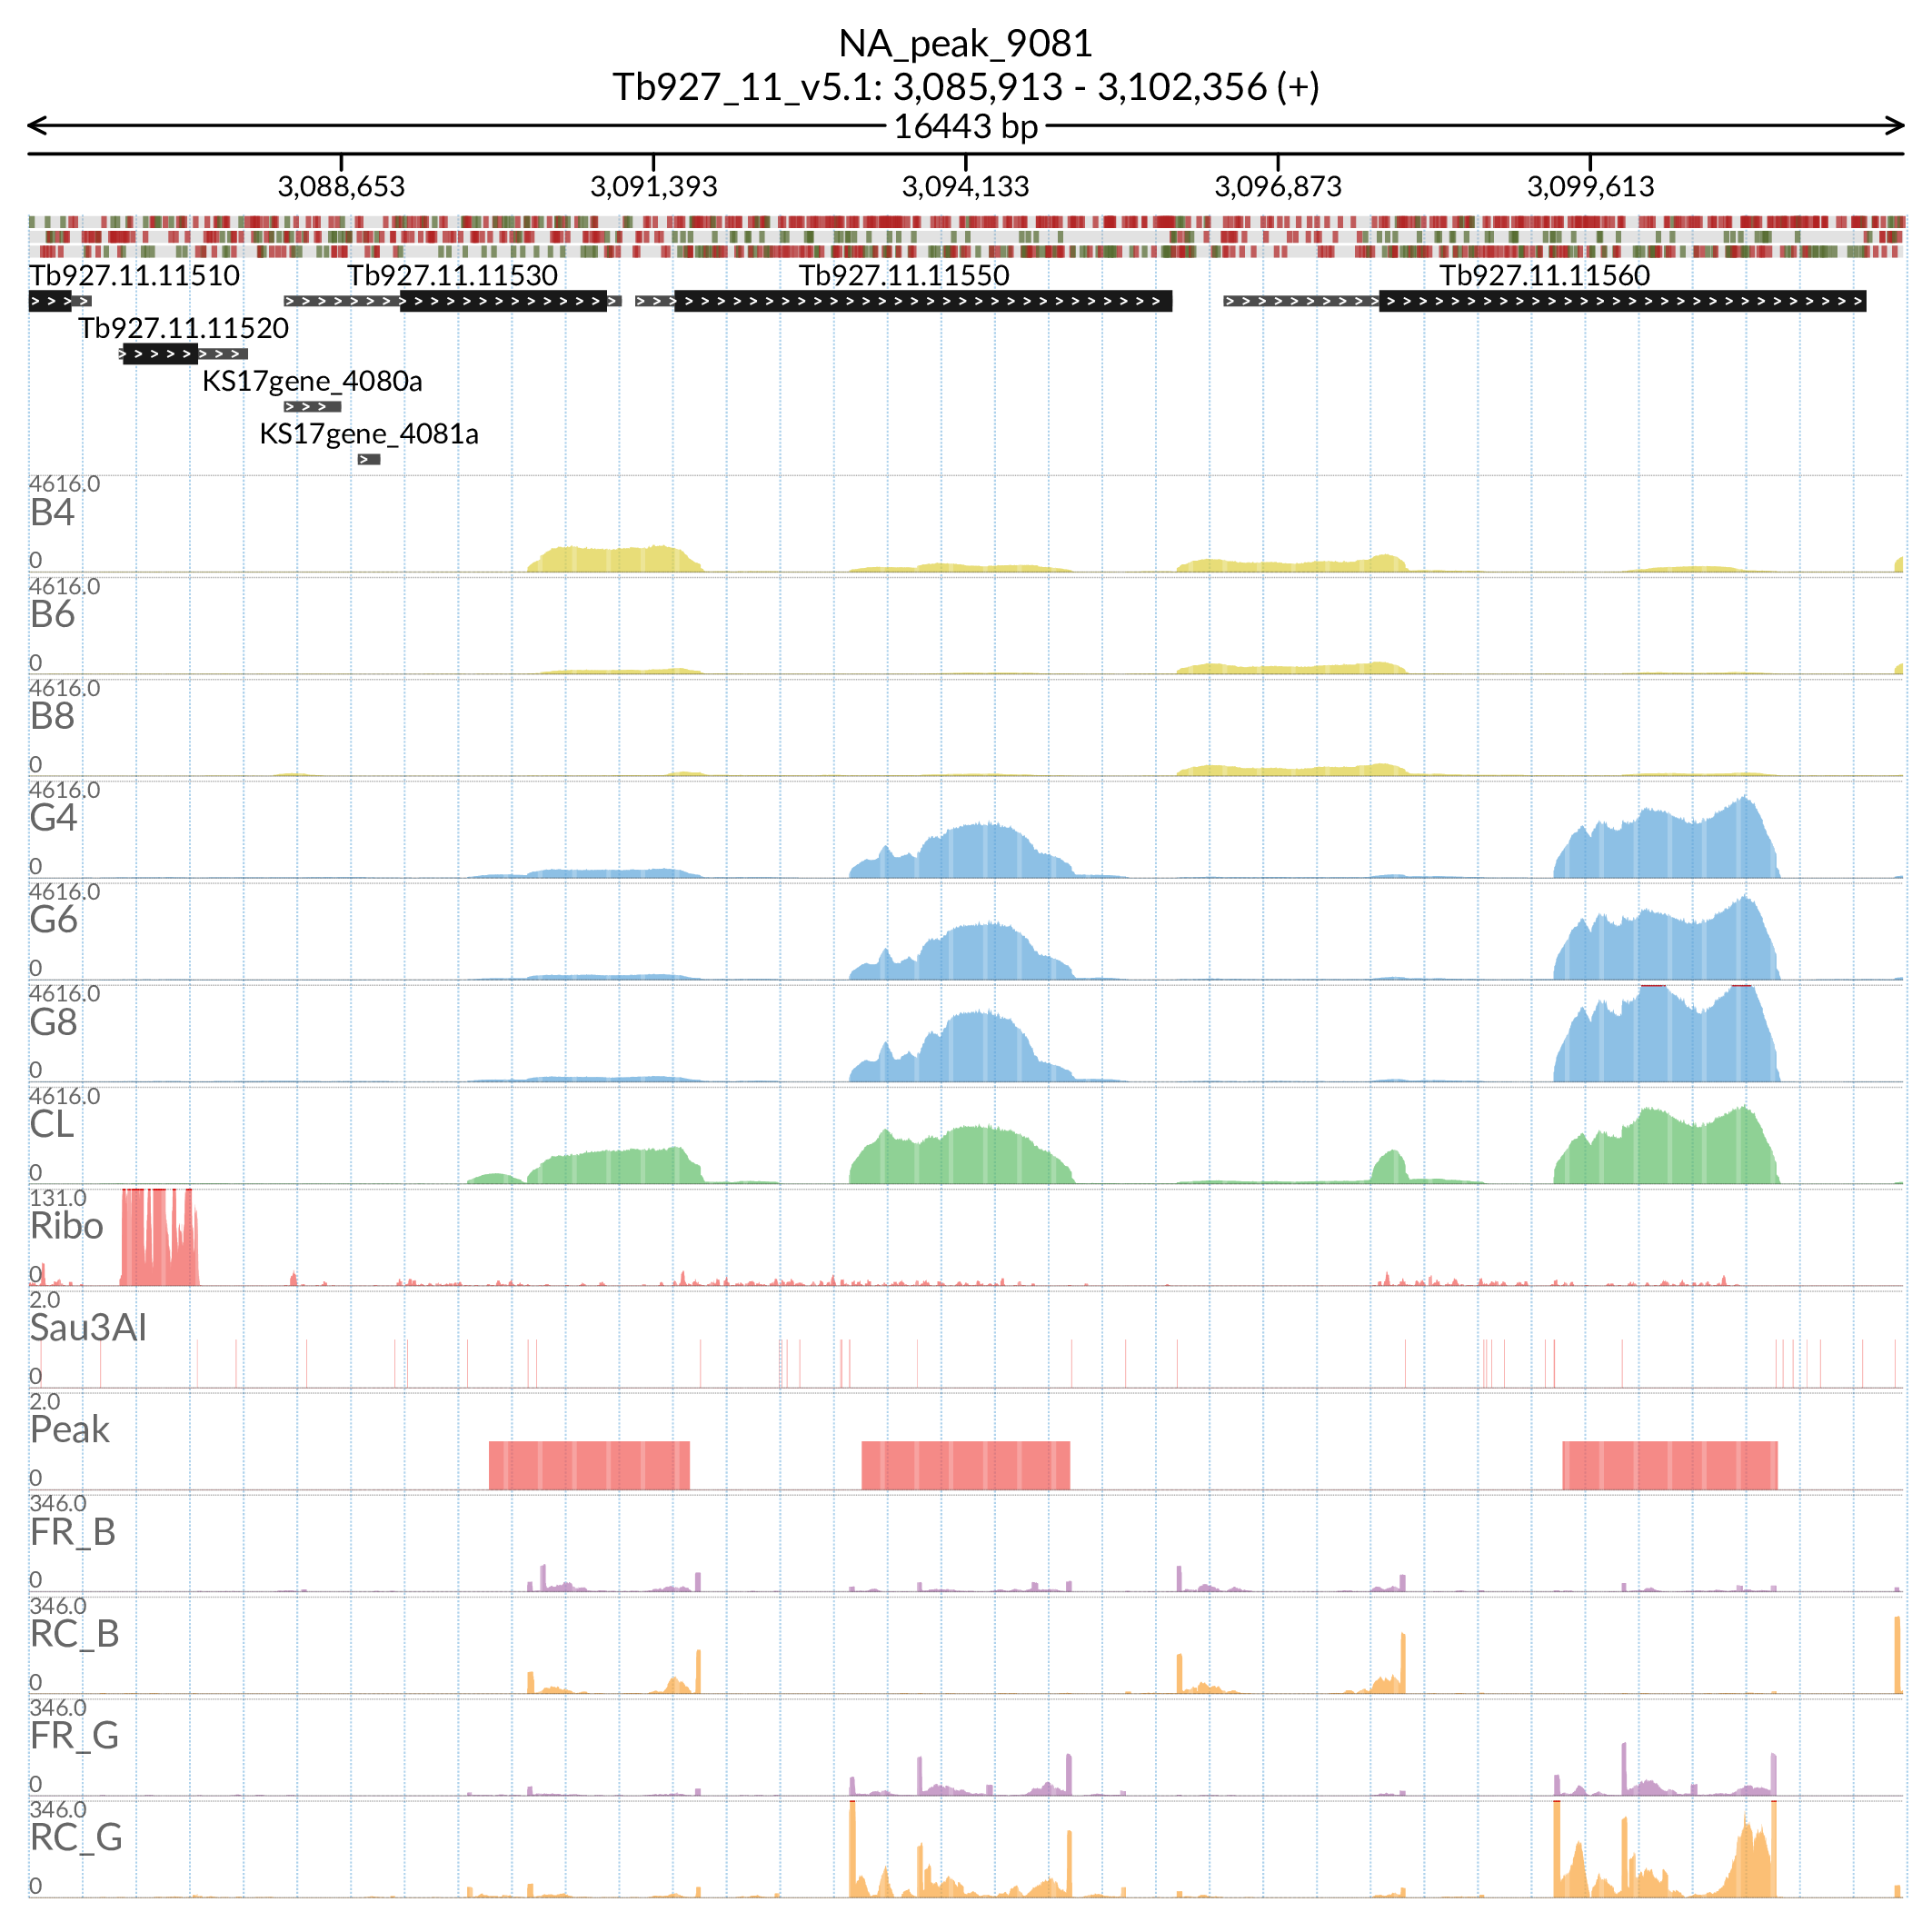 NA_peak_9081
Tb927_11_v5.1: 3,085,913 - 3,102,356 (+)
16443 bp
3,088,653 3,091,393 3,094,133 3,096,873 3,099,613
Tb927.11.11510 Tb927.11.11530 Tb927.11.11550 Tb927.11.11560
Tb927.11.11520
KS17gene_4080a
KS17gene_4081a
4616.0
B4
0
4616.0
B6
0
4616.0
B8
0
4616.0
G4
0
4616.0
G6
0
4616.0
G8
0
4616.0
CL
0
131.0
Ribo
0
2.0
Sau3AI
0
2.0
Peak
0
346.0
FR_B
0
346.0
RC_B
0
346.0
FR_G
0
346.0
RC_G
0